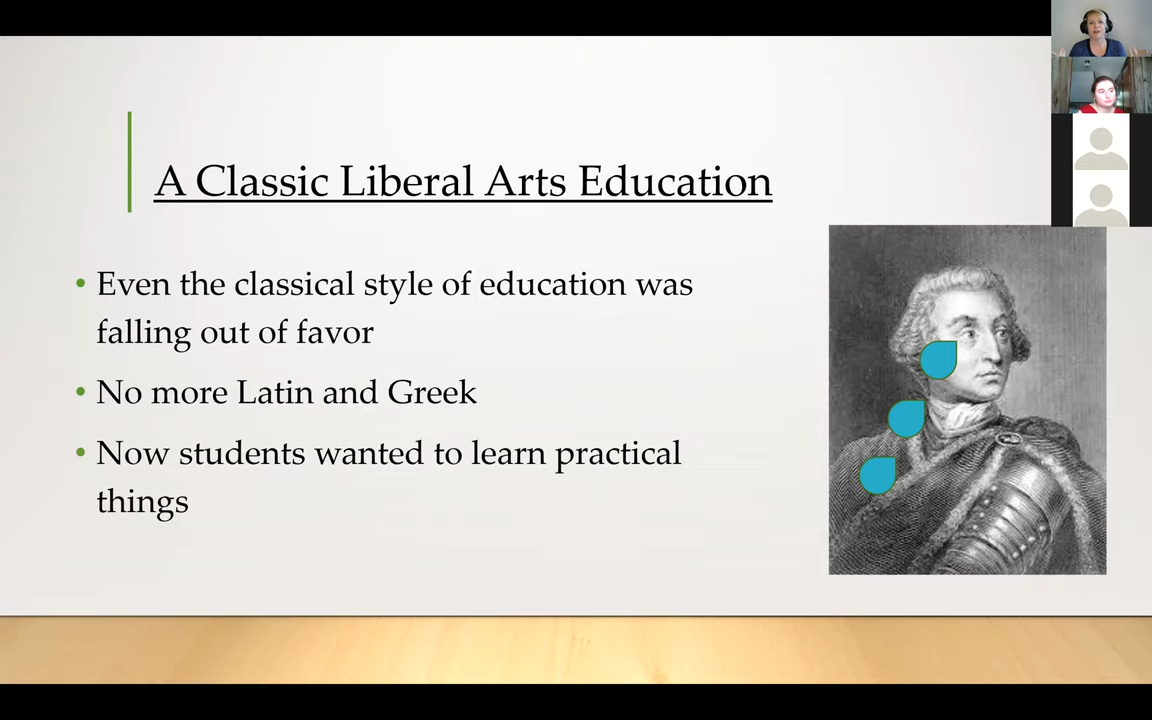 A Classic Liberal Arts Education
• Even the classical style of education was
falling out of favor
• No more Latin and Greek
• Now students wanted to learn practical
things